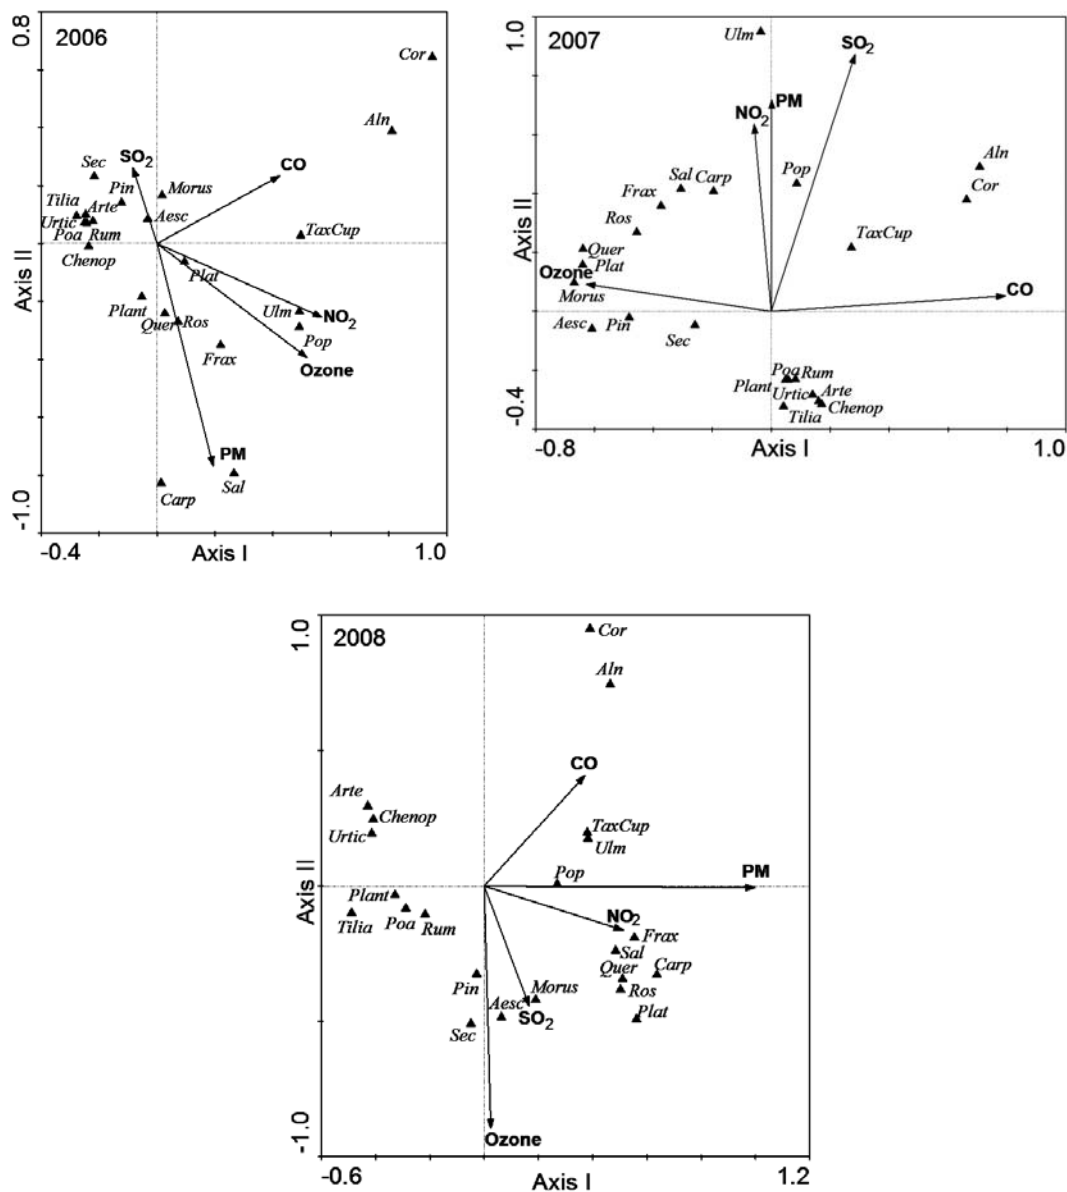 0.8
2006
Cor
Aln
Sec
SO2
CO
Pin
Morus
Tilia
Arte
Aesc
Urtic
TaxCup
Poa
Rum
Chenop
Plat
Plant
Ulm
NO2
Quer
Ros
Pop
Frax
Ozone
PM
Sal
Carp
Axis II
-1.0
-0.4
Axis I
1.0
1.0
2007
Ulm
SO2
PM
NO2
Aln
Sal
Carp
Pop
Cor
Frax
Ros
TaxCup
Quer
Plat
Ozone
CO
Morus
Aesc
Pin
Sec
Poa
Rum
Plant
Urtic
Arte
Chenop
Tilia
Axis II
-0.4
-0.8
Axis I
1.0
1.0
2008
Cor
Aln
CO
Arte
Chenop
Urtic
TaxCup
Ulm
Pop
PM
Plant
NO2
Tilia
Poa
Rum
Frax
Sal
Quer
Carp
Pin
Morus
Ros
Aesc
SO2
Plat
Sec
Ozone
Axis II
-1.0
-0.6
Axis I
1.2